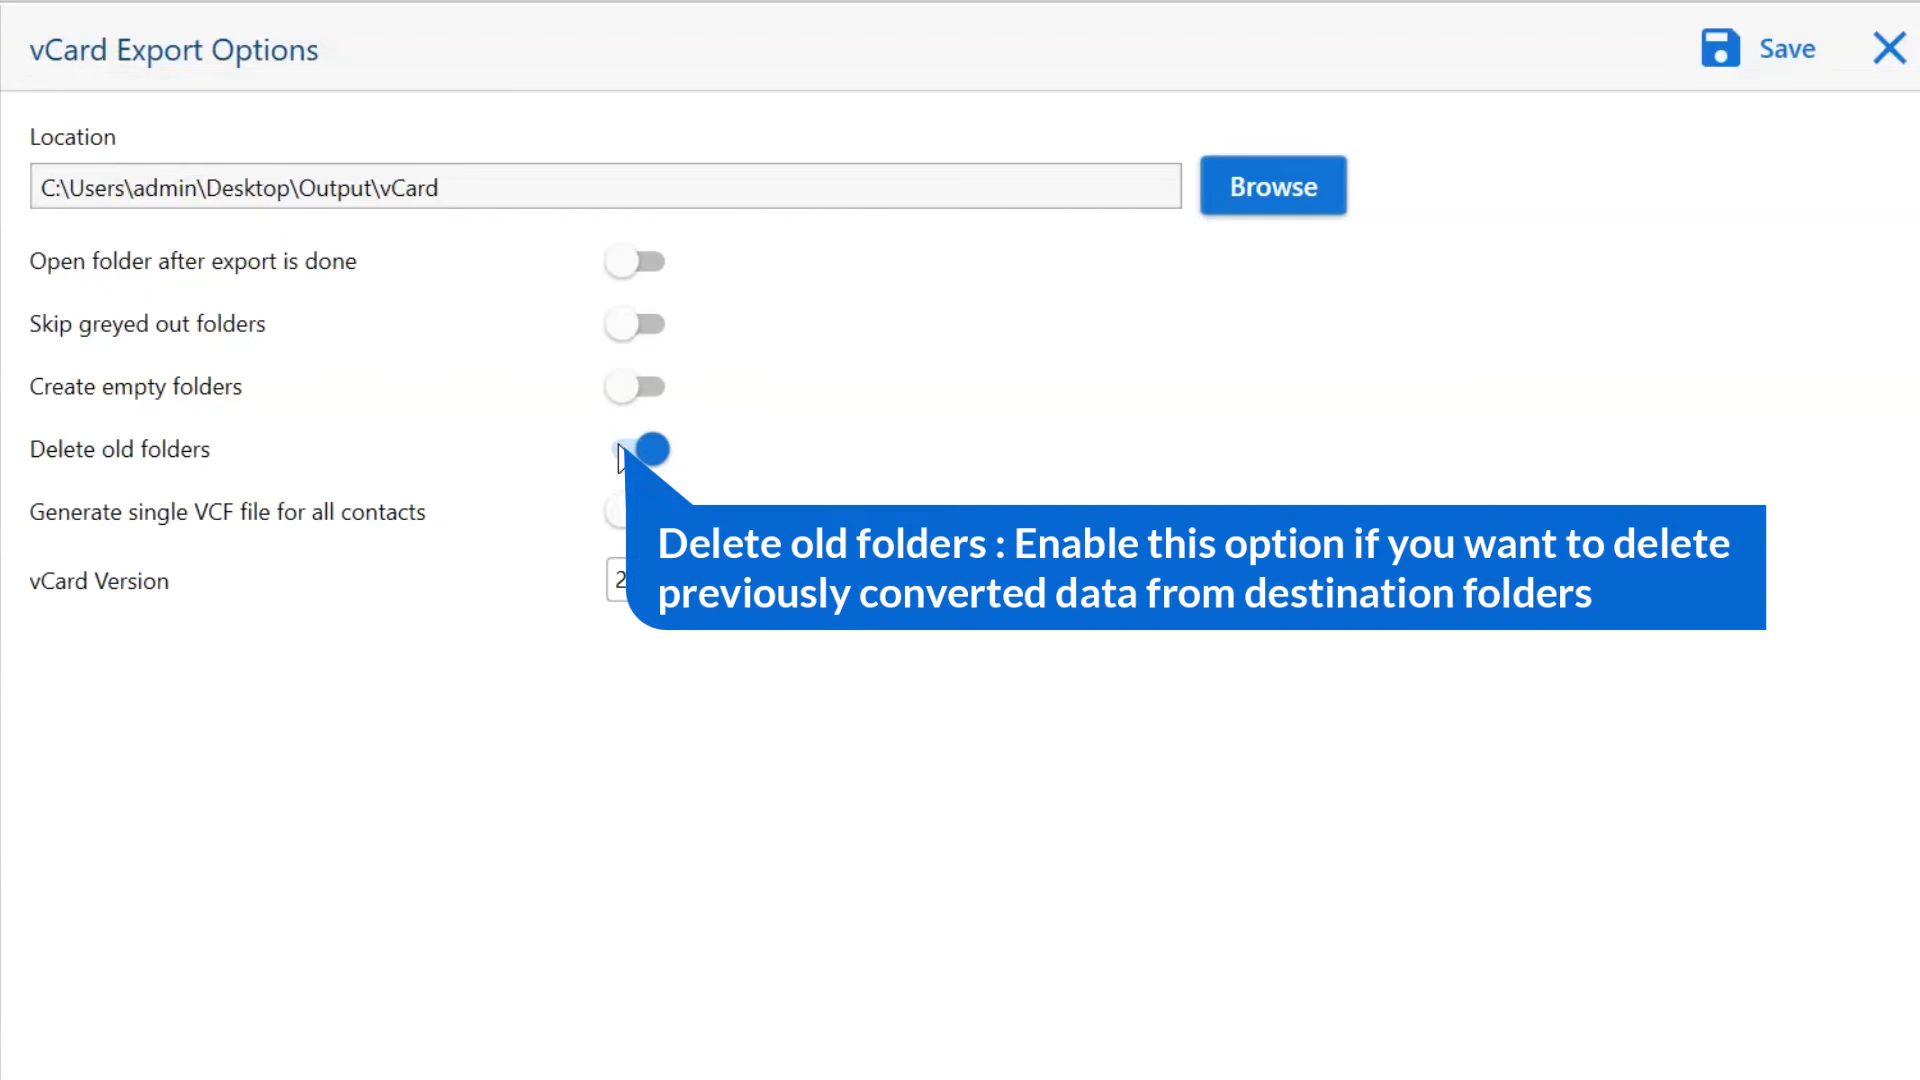 vCard Export Options
Save
Location
C:\Users\admin\Desktop\Output\vCard
Browse
Open folder after export is done
Skip greyed out folders
Create empty folders
Delete old folders
Generate single VCF file for all contacts
Delete old folders : Enable this option if you want to delete
previously converted data from destination folders
vCard Version
2